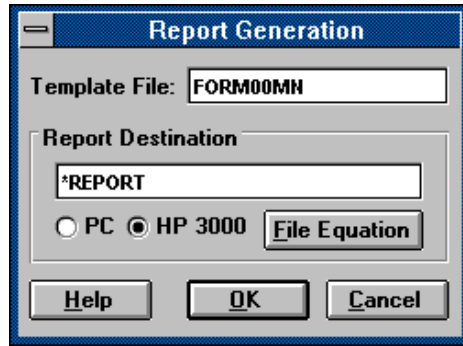 Report Generation
Template File: FORM00MN
Report Destination
*REPORT
PC HP 3000 File Equation
Help OK Cancel